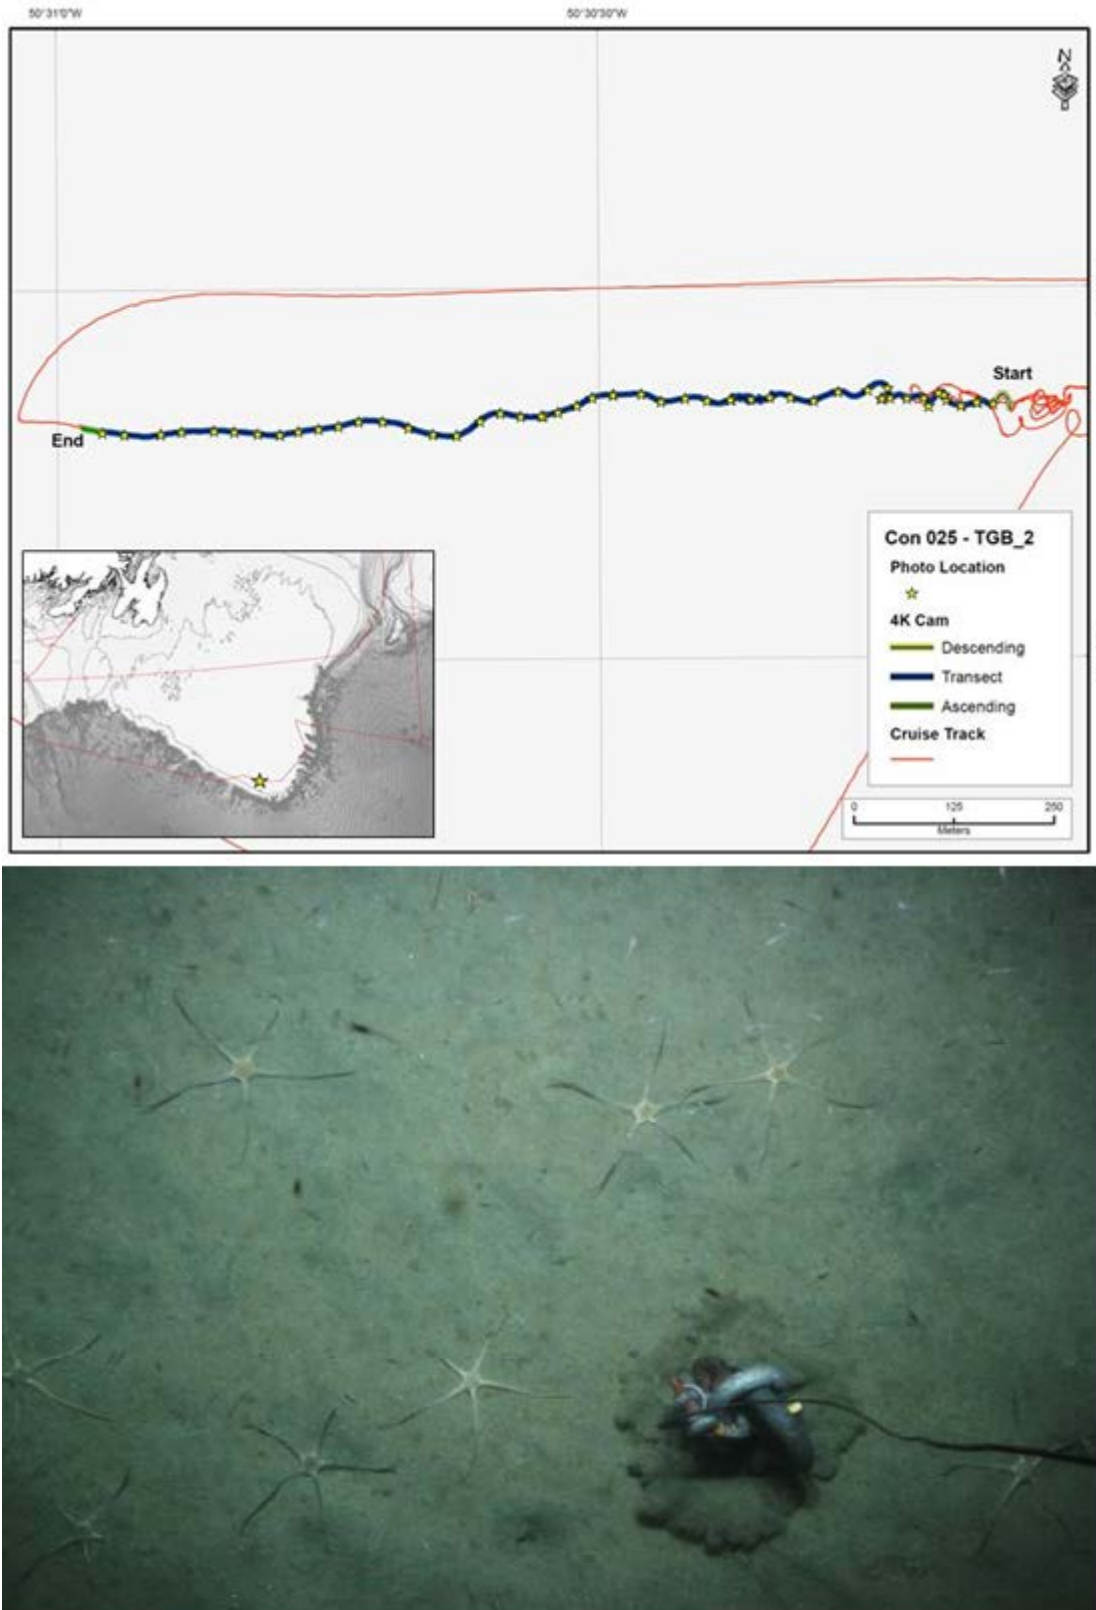 50°31'0"W 50°30'30"W
N
Start
End
Con 025 - TGB_2
Photo Location
4K Cam
Descending
Transect
Ascending
Cruise Track
0 125 250
Meters